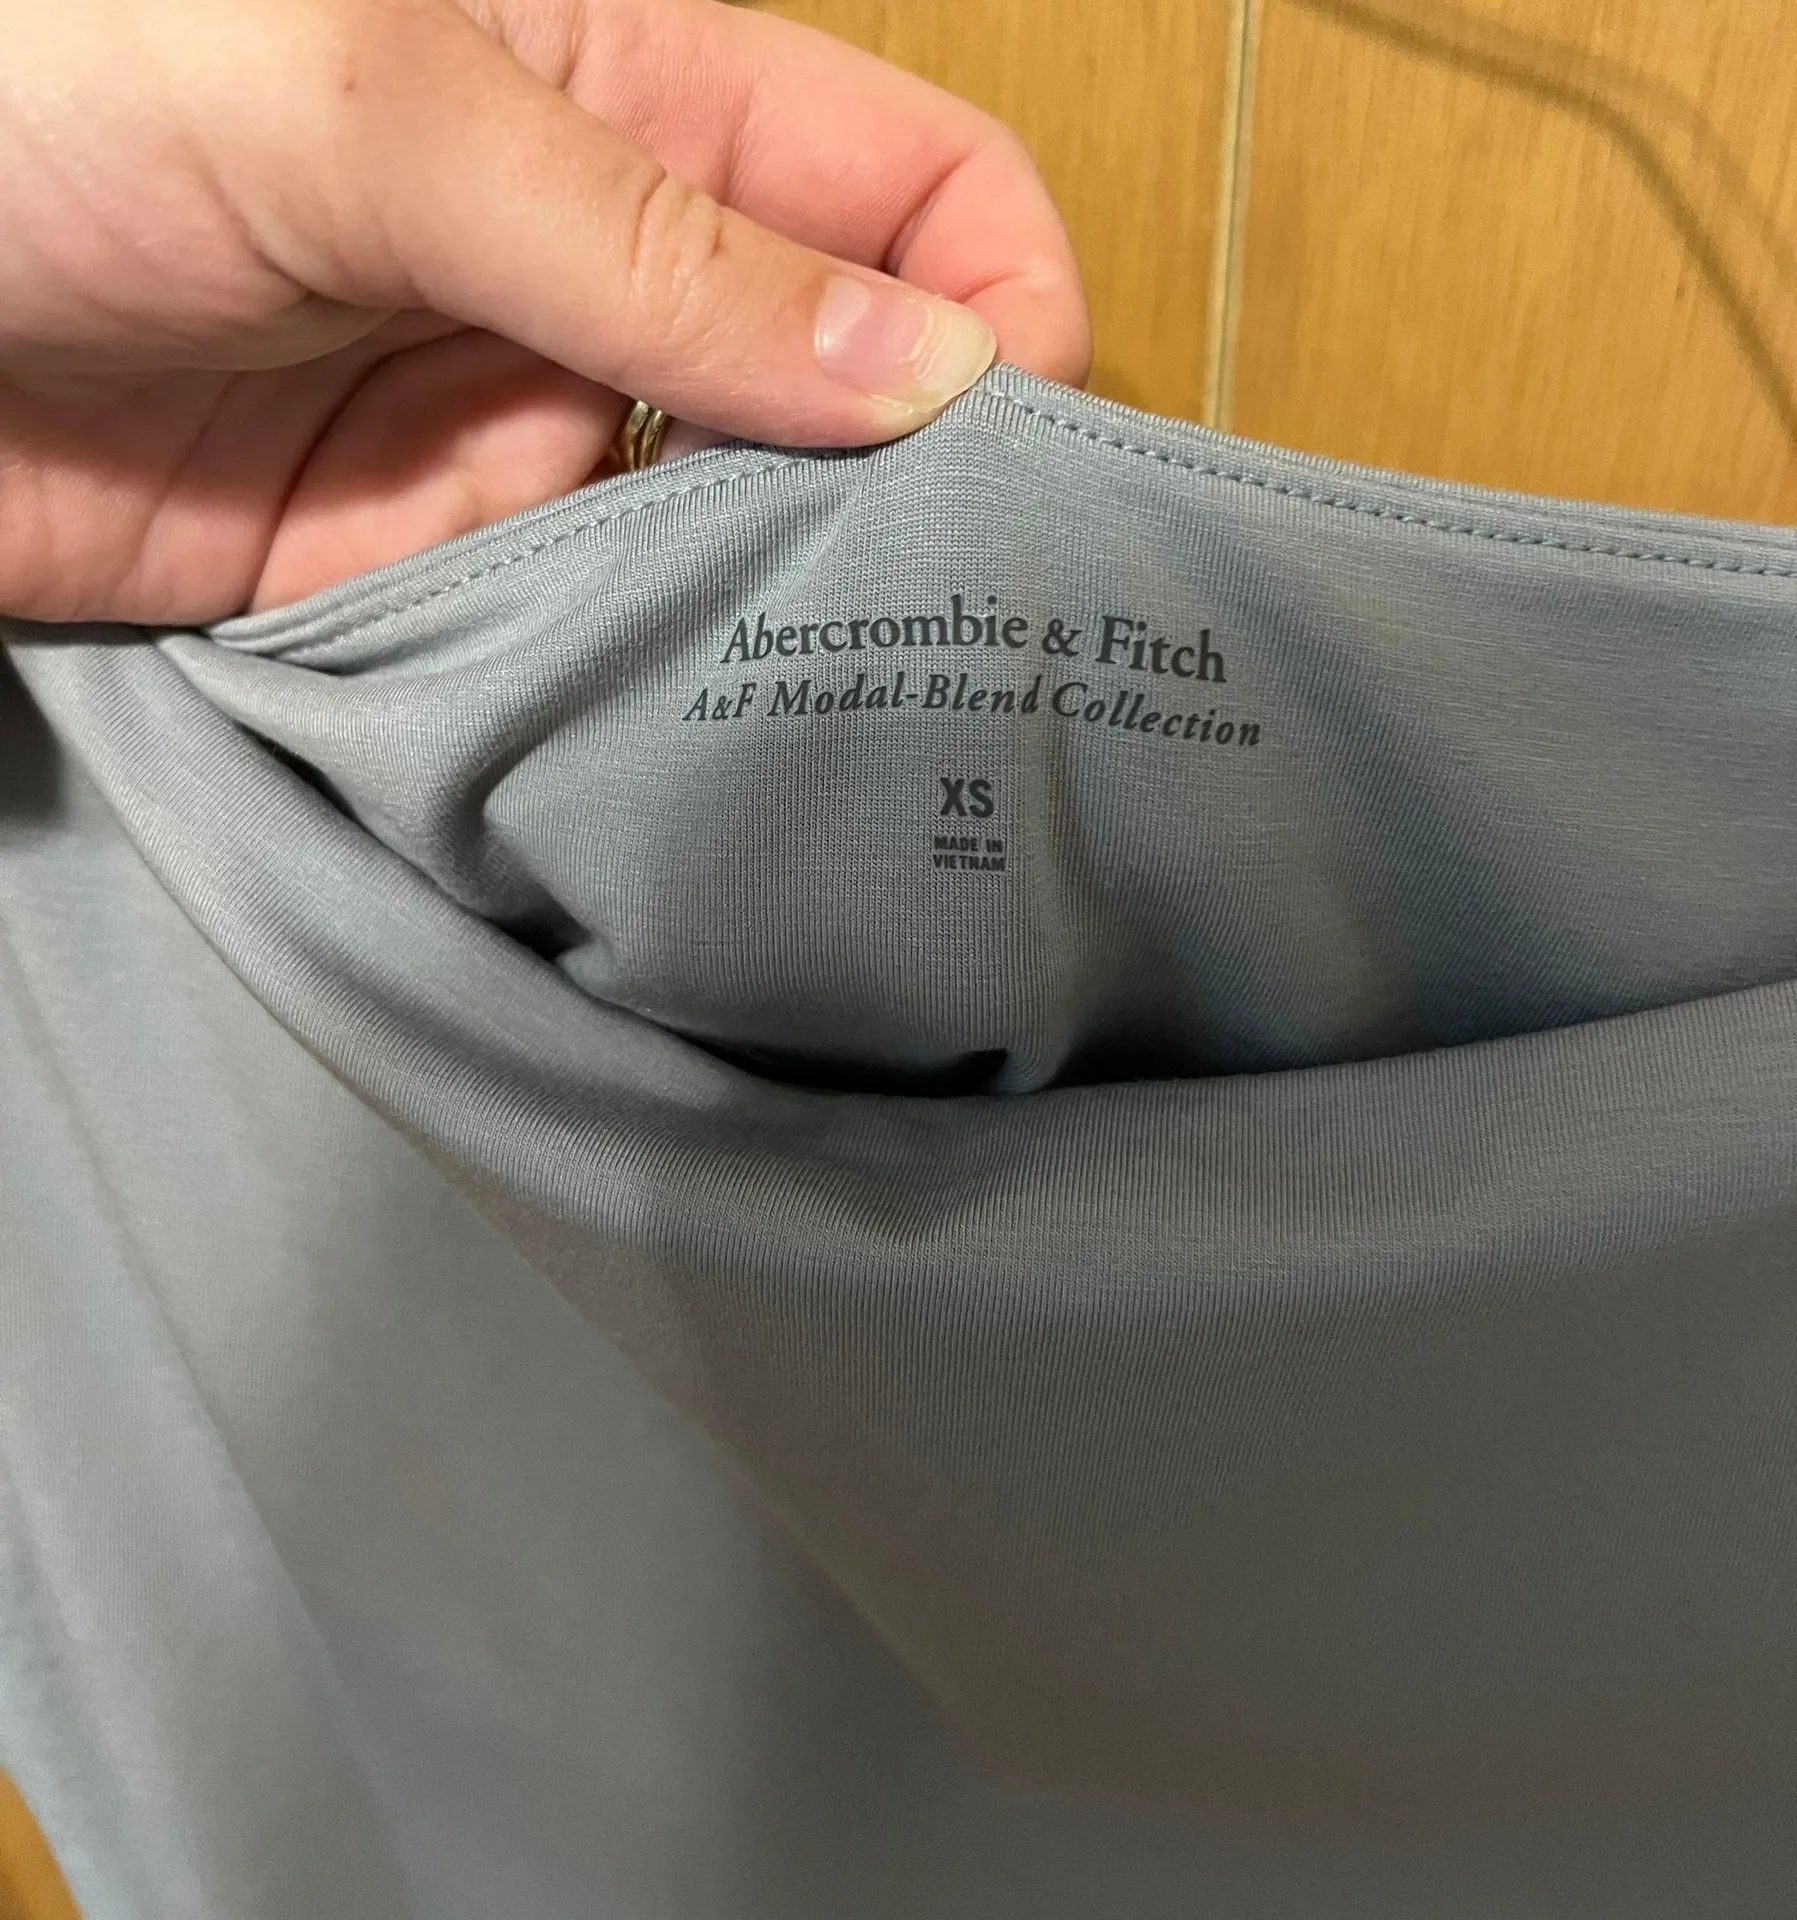 Abercrombie & Fitch
A&F Modal-Blend Collection
XS
MADE IN
VIETNAM